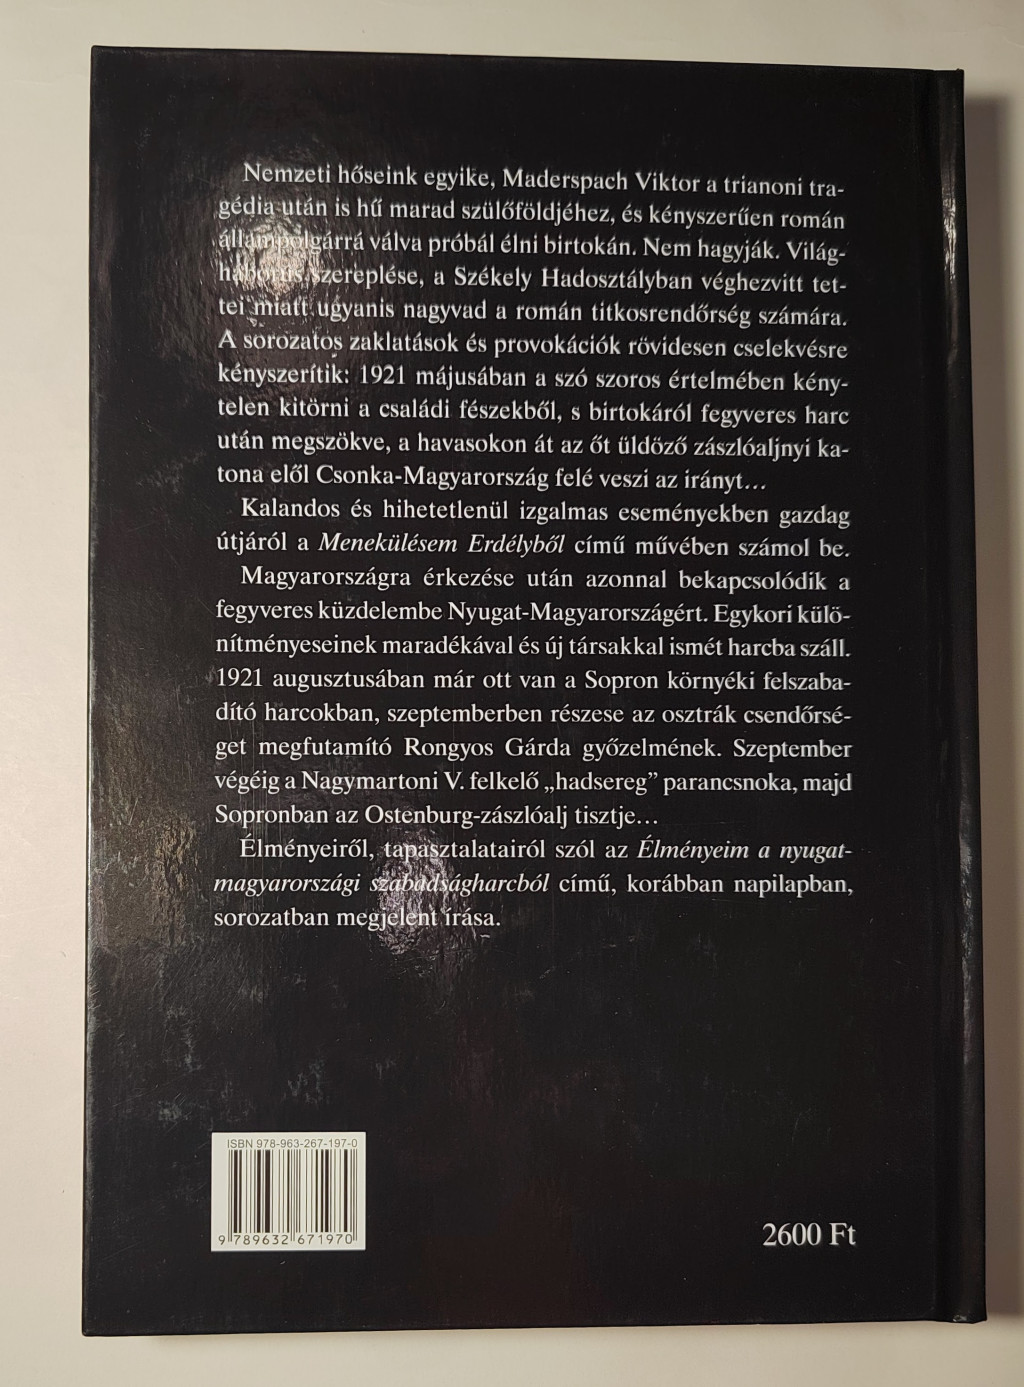 Nemzeti hőseink egyike, Maderspach Viktor a trianoni tra-
gédia után is hű marad szülőföldjéhez, és kényszerűen román
állampolgárrá válva próbál élni birtokán. Nem hagyják. Világ-
háborús szereplése, a Székely Hadosztályban véghezvitt tet-
tei miatt ugyanis nagyvad a román titkosrendőrség számára.
A sorozatos zaklatások és provokációk rövidesen cselekvésre
kényszerítik: 1921 májusában a szó szoros értelmében kény-
telen kitörni a családi fészekből, s birtokáról fegyveres harc
után megszökve, a havasokon át az őt üldöző zászlóaljnyi ka-
tona elől Csonka-Magyarország felé veszi az irányt...
Kalandos és hihetetlenül izgalmas eseményekben gazdag
útjáról a Menekülésem Erdélyből című művében számol be.
Magyarországra érkezése után azonnal bekapcsolódik a
fegyveres küzdelembe Nyugat-Magyarországért. Egykori külö-
nítményeseinek maradékával és új társakkal ismét harcba száll.
1921 augusztusában már ott van a Sopron környéki felszaba-
dító harcokban, szeptemberben részese az osztrák csendőrsé-
get megfutamító Rongyos Gárda győzelmének. Szeptember
végéig a Nagymartoni V. felkelő „hadsereg” parancsnoka, majd
Sopronban az Ostenburg-zászlóalj tisztje...
Élményeiről, tapasztalatairól szól az Élményeim a nyugat-
magyarországi szabadságharcból című, korábban napilapban,
sorozatban megjelent írása.
ISBN 978-963-267-197-0
9 789632 671970
2600 Ft